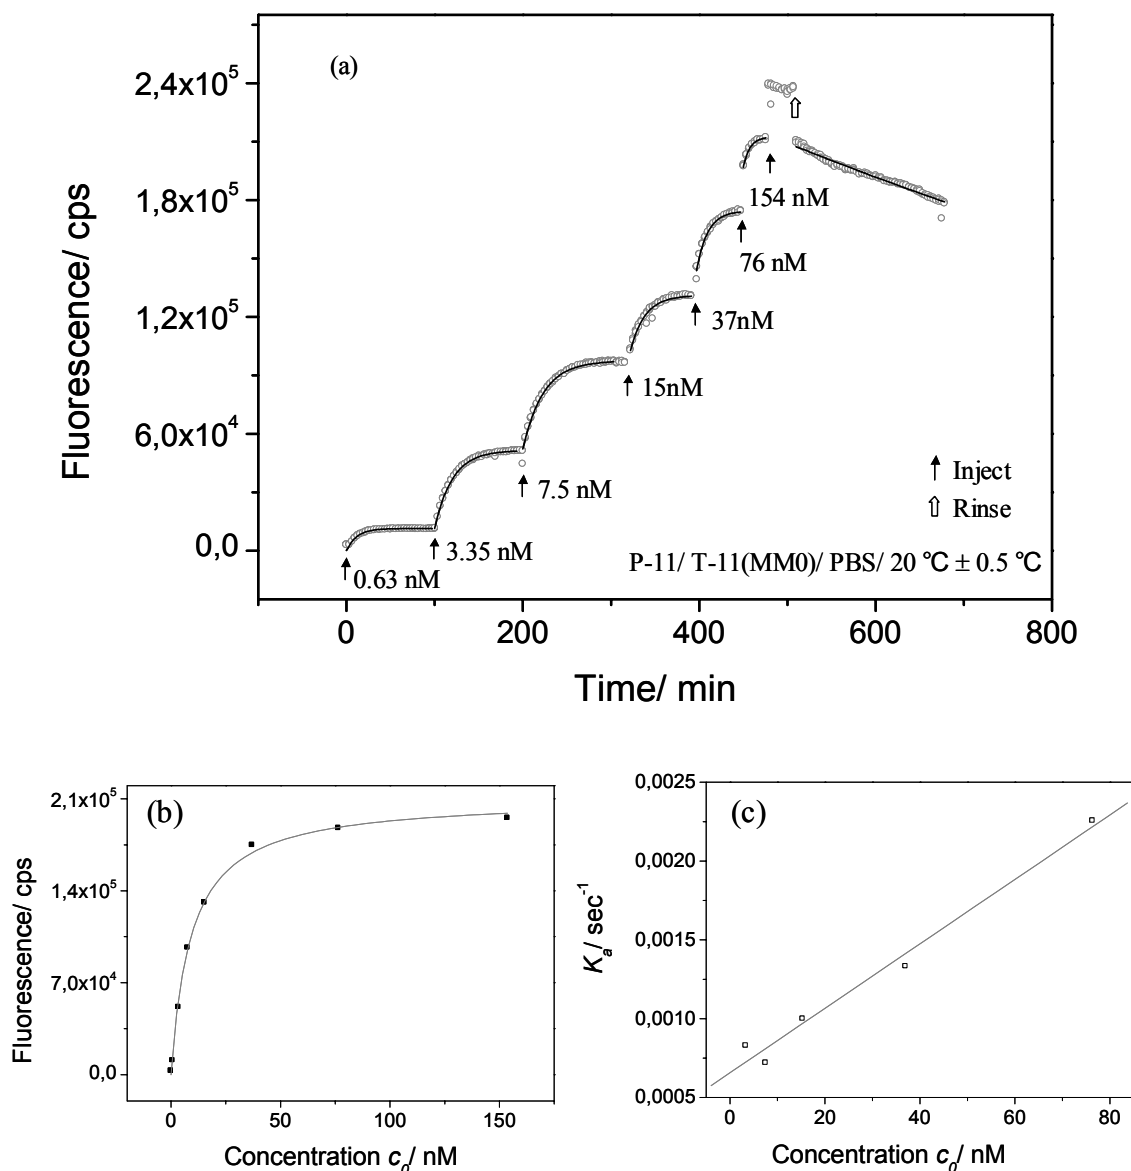 (a)
Fluorescence/ cps
2,4x10⁵
1,8x10⁵
1,2x10⁵
6,0x10⁴
0,0
154 nM
76 nM
37nM
15nM
7.5 nM
3.35 nM
0.63 nM
Inject
Rinse
P-11/ T-11(MM0)/ PBS/ 20 °C ± 0.5 °C
0 200 400 600 800
Time/ min
(b)
Fluorescence/ cps
2,1x10⁵
1,4x10⁵
7,0x10⁴
0,0
0 50 100 150
Concentration c₀/ nM
(c)
Kₐ/ sec⁻¹
0,0025
0,0020
0,0015
0,0010
0,0005
0 20 40 60 80
Concentration c₀/ nM